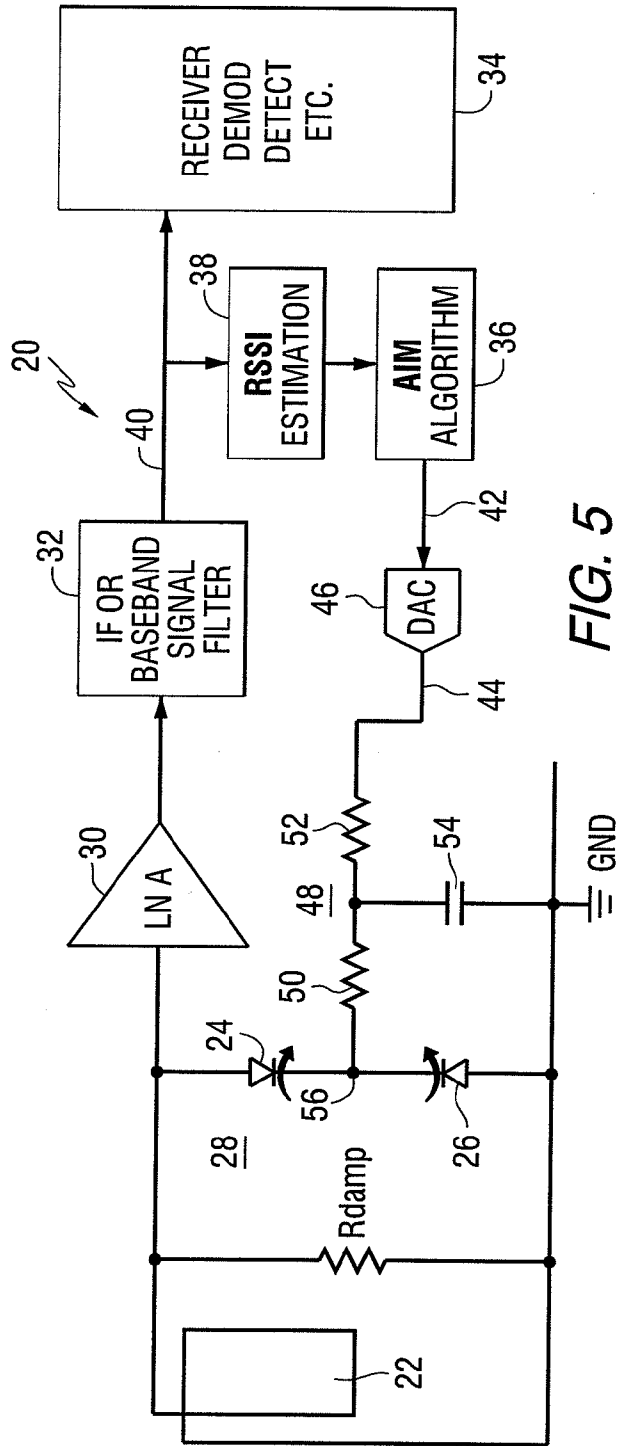 20
30
LN A
32
IF OR
BASEBAND
SIGNAL
FILTER
40
RECEIVER
DEMOD
DETECT
ETC.
34
38
RSSI
ESTIMATION
AIM
ALGORITHM
36
42
46
DAC
44
52
48
50
54
24
28
56
26
Rdamp
22
GND
FIG. 5